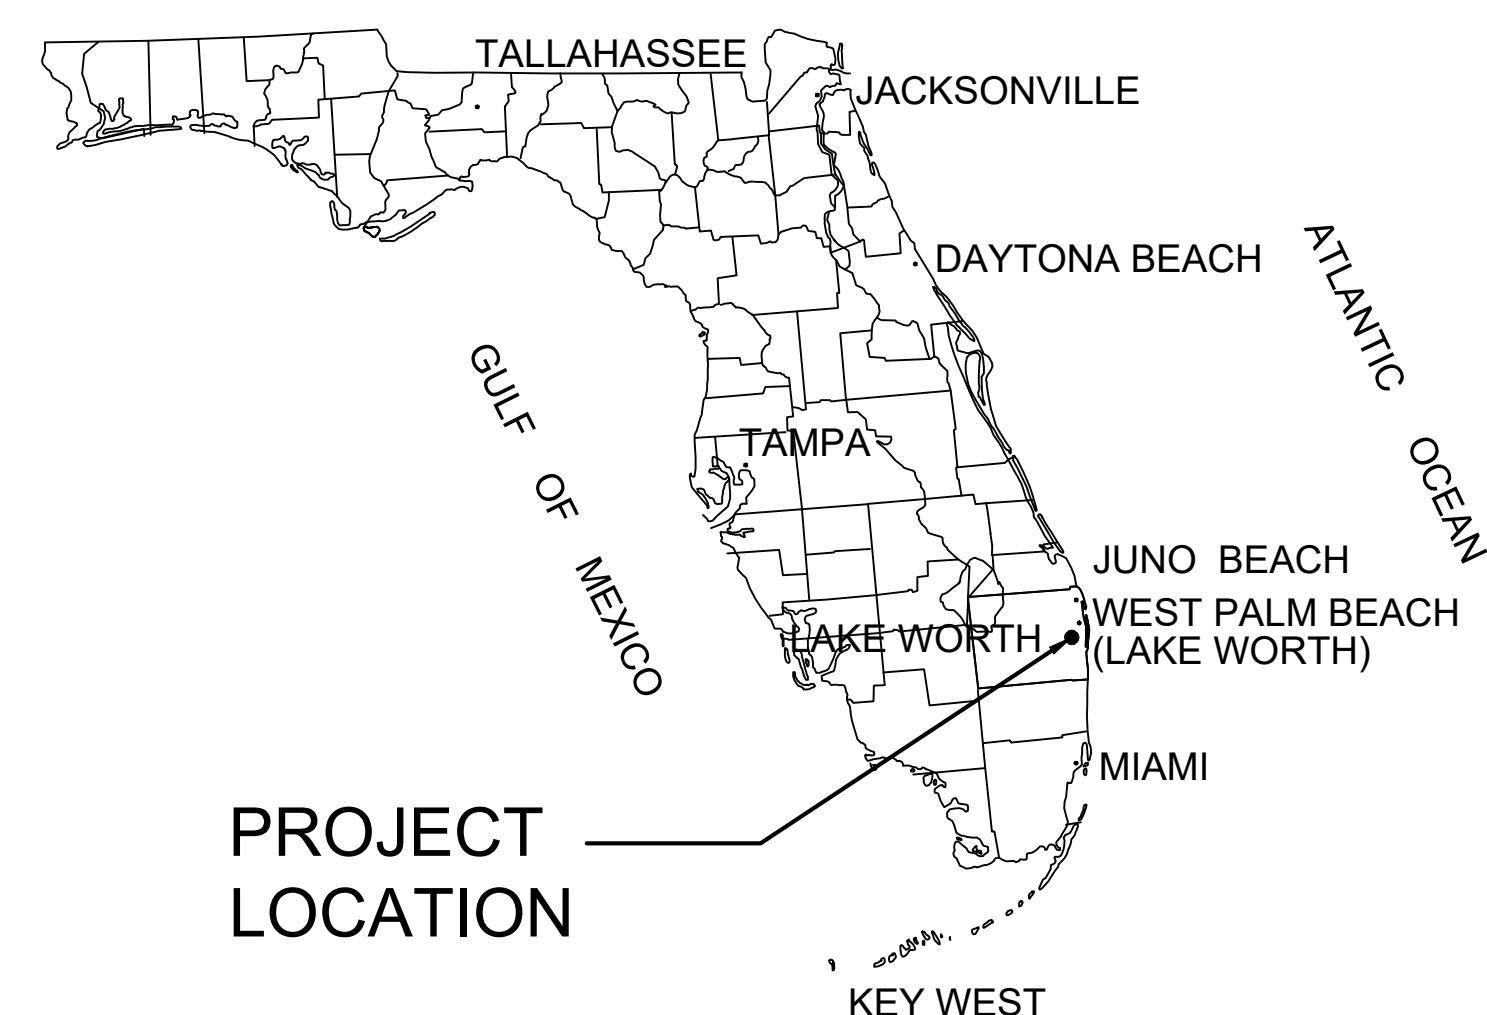 TALLAHASSEE
JACKSONVILLE
DAYTONA BEACH
ATLANTIC OCEAN
GULF OF MEXICO
TAMPA
JUNO BEACH
WEST PALM BEACH
(LAKE WORTH)
LAKE WORTH
MIAMI
PROJECT
LOCATION
KEY WEST